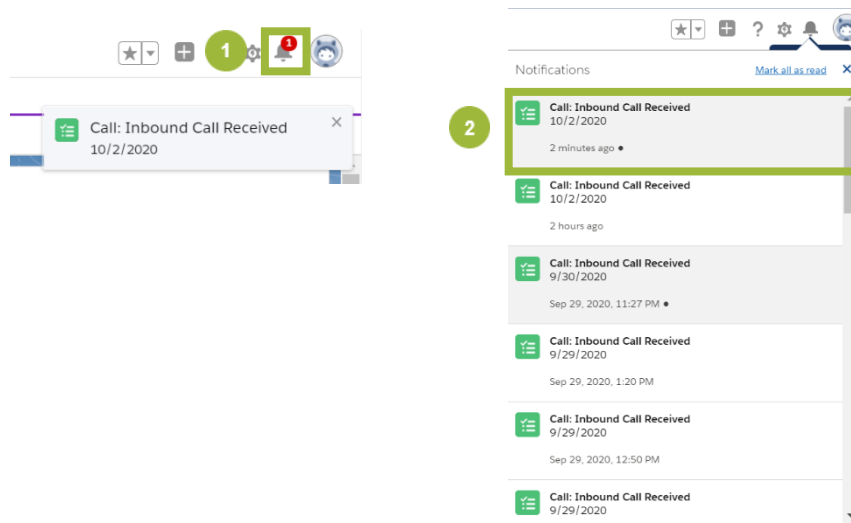 1
1
Call: Inbound Call Received
10/2/2020
2
?
Notifications
Mark all as read
Call: Inbound Call Received
10/2/2020
2 minutes ago •
Call: Inbound Call Received
10/2/2020
2 hours ago
Call: Inbound Call Received
9/30/2020
Sep 29, 2020, 11:27 PM •
Call: Inbound Call Received
9/29/2020
Sep 29, 2020, 1:20 PM
Call: Inbound Call Received
9/29/2020
Sep 29, 2020, 12:50 PM
Call: Inbound Call Received
9/29/2020